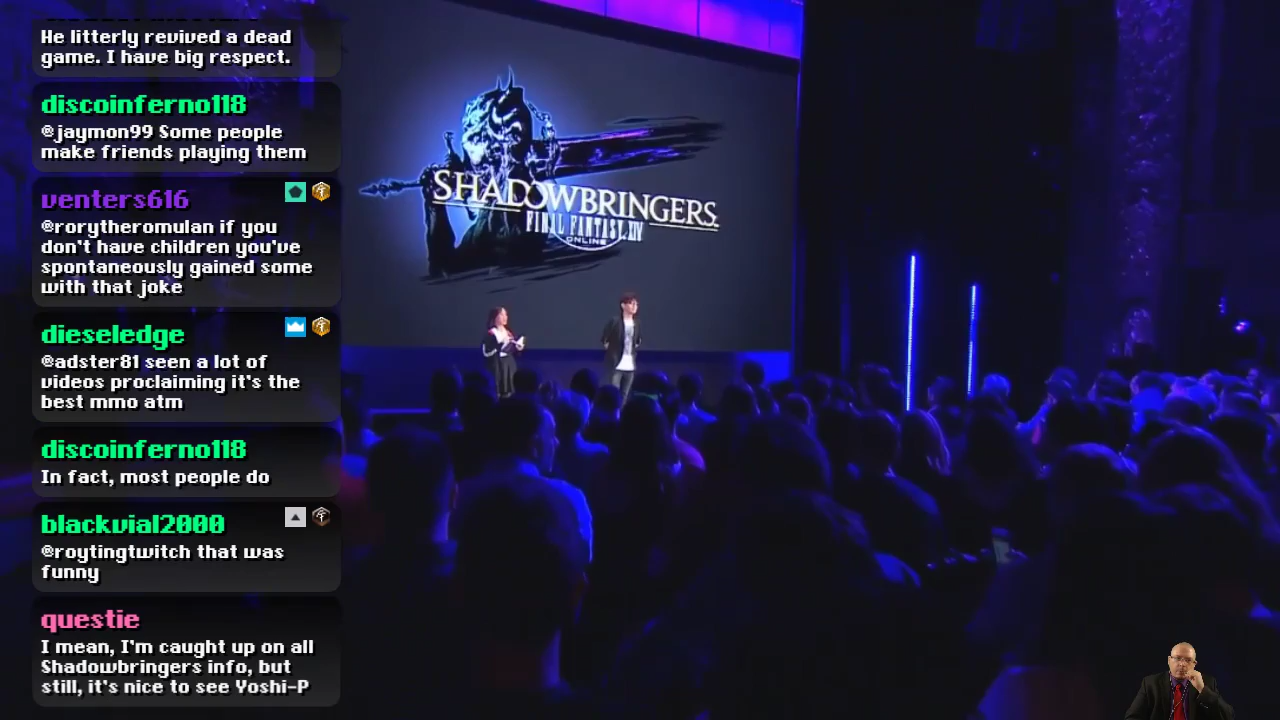 He litterly revived a dead
game. I have big respect.
discoinferno118
@jaymon99 Some people
make friends playing them
venters616
@rorytheromulan if you
don't have children you've
spontaneously gained some
with that joke
dieseledge
@adster81 seen a lot of
videos proclaiming it's the
best mmo atm
discoinferno118
In fact, most people do
blackvial2000
@roytingtwitch that was
funny
questie
I mean, I'm caught up on all
Shadowbringers info, but
still, it's nice to see Yoshi-P
SHADOWBRINGERS
FINAL FANTASY XIV
ONLINE